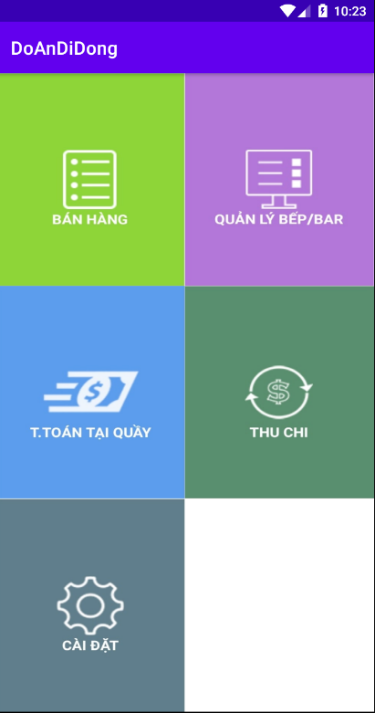 10:23
DoAnDiDong
BÁN HÀNG
QUẢN LÝ BẾP/BAR
T.TOÁN TẠI QUẦY
THU CHI
CÀI ĐẶT